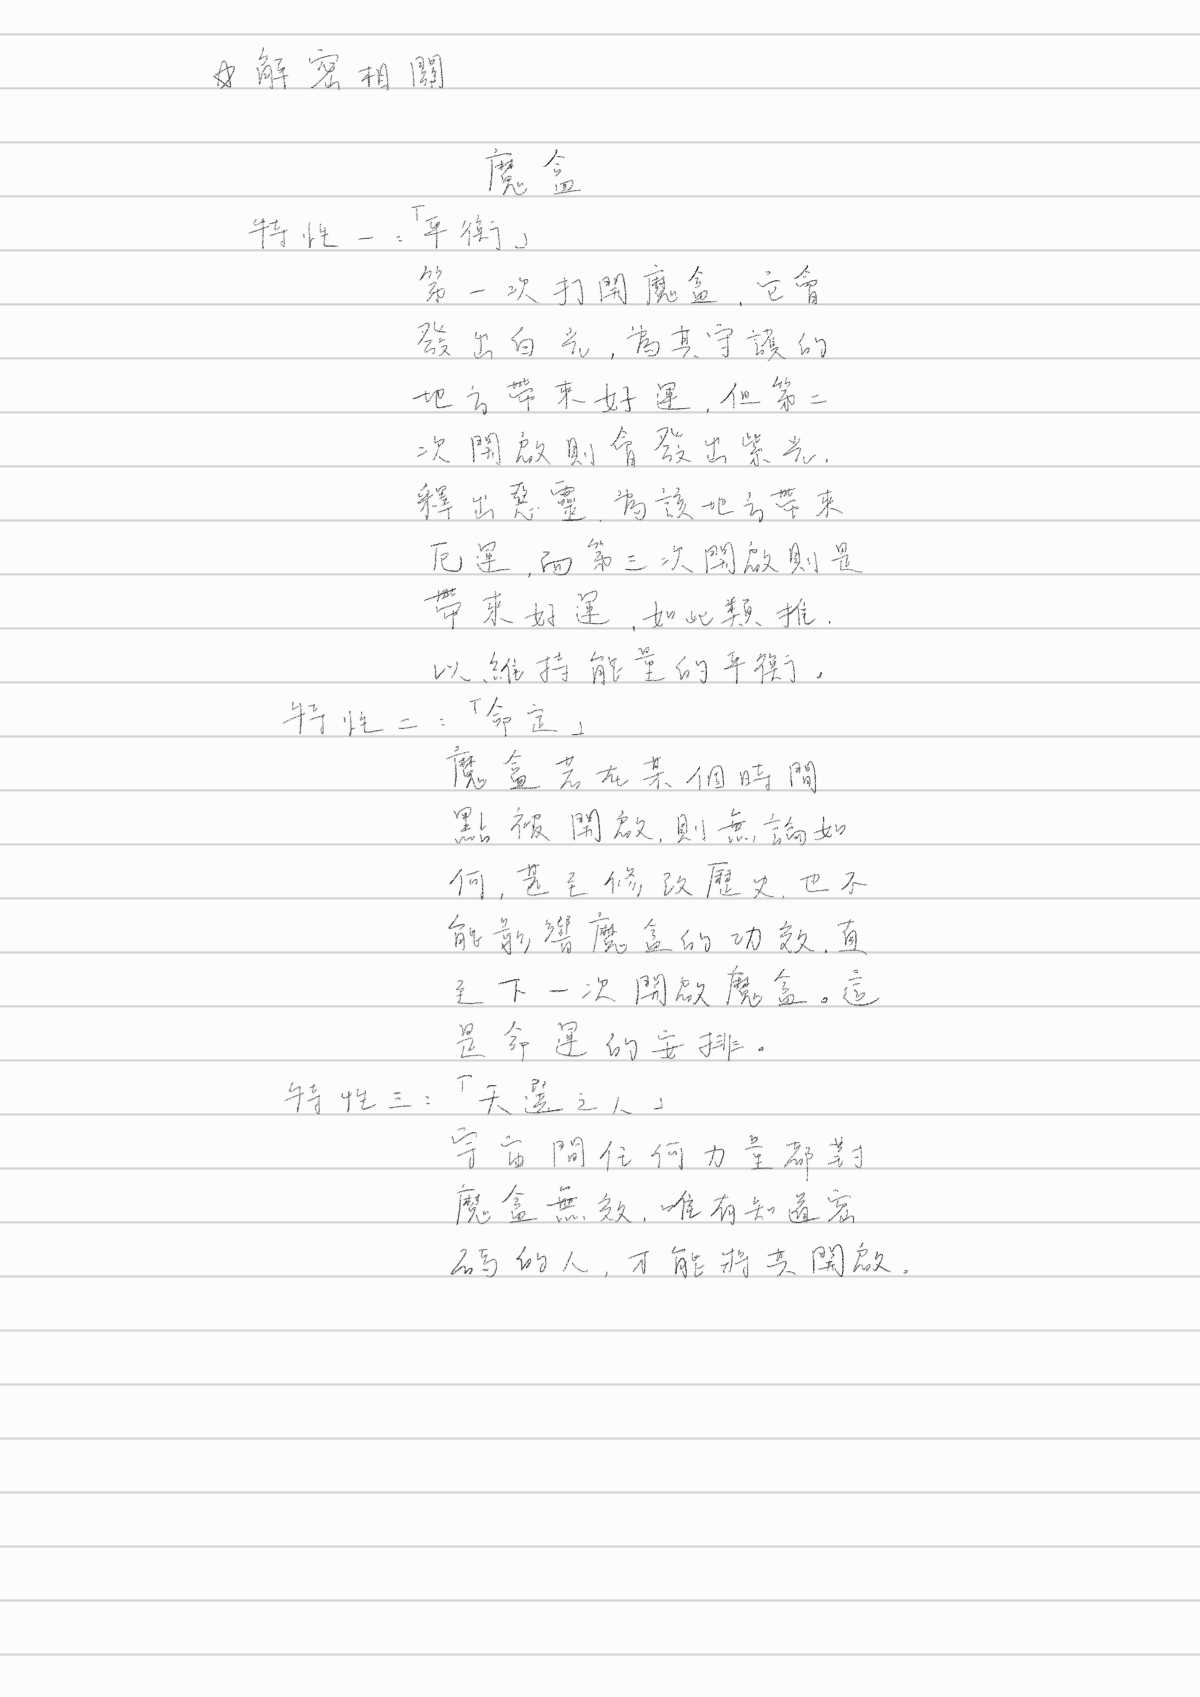 ☆解密相關
魔盒
特性一：「平衡」
第一次打開魔盒，它會
發出白光，為其守護的
地方帶來好運，但第二
次開啟則會發出紫光，
釋出惡靈，為該地方帶來
厄運，而第三次開啟則是
帶來好運，如此類推，
以維持能量的平衡。
特性二：「命定」
魔盒若在某個時間
點被開啟，則無論如
何，甚至修改歷史，也不
能影響魔盒的功效，直
至下一次開啟魔盒。這
是命運的安排。
特性三：「天選之人」
宇宙間任何力量都對
魔盒無效，唯有知道密
碼的人，才能將其開啟。